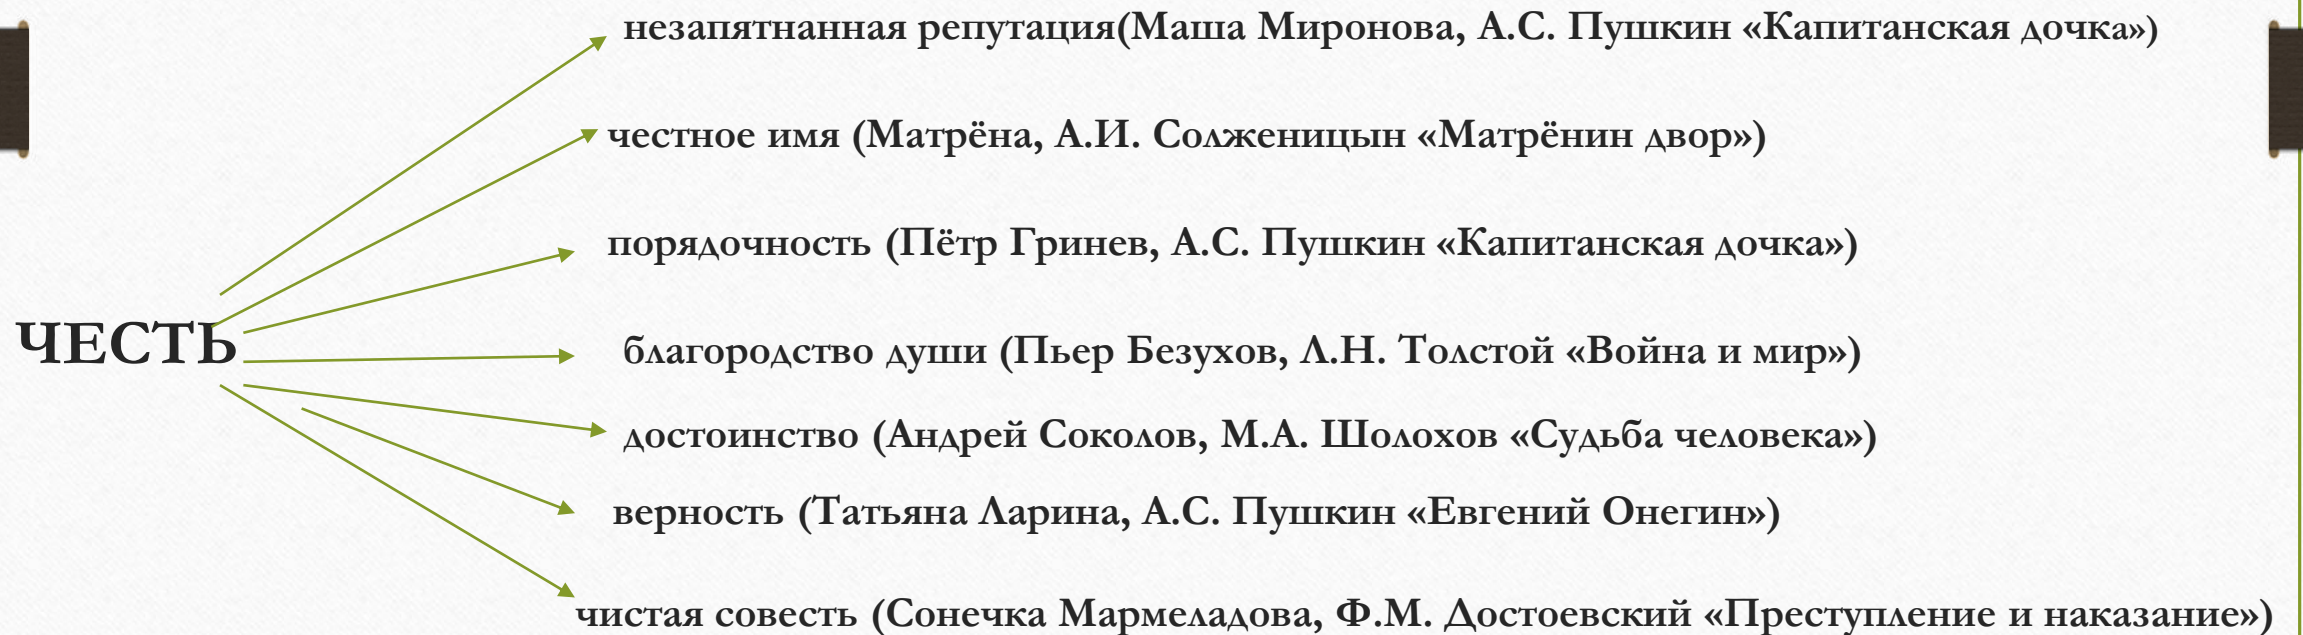 незапятнанная репутация(Маша Миронова, А.С. Пушкин «Капитанская дочка»)
честное имя (Матрёна, А.И. Солженицын «Матрёнин двор»)
порядочность (Пётр Гринев, А.С. Пушкин «Капитанская дочка»)
ЧЕСТЬ
благородство души (Пьер Безухов, Л.Н. Толстой «Война и мир»)
достоинство (Андрей Соколов, М.А. Шолохов «Судьба человека»)
верность (Татьяна Ларина, А.С. Пушкин «Евгений Онегин»)
чистая совесть (Сонечка Мармеладова, Ф.М. Достоевский «Преступление и наказание»)